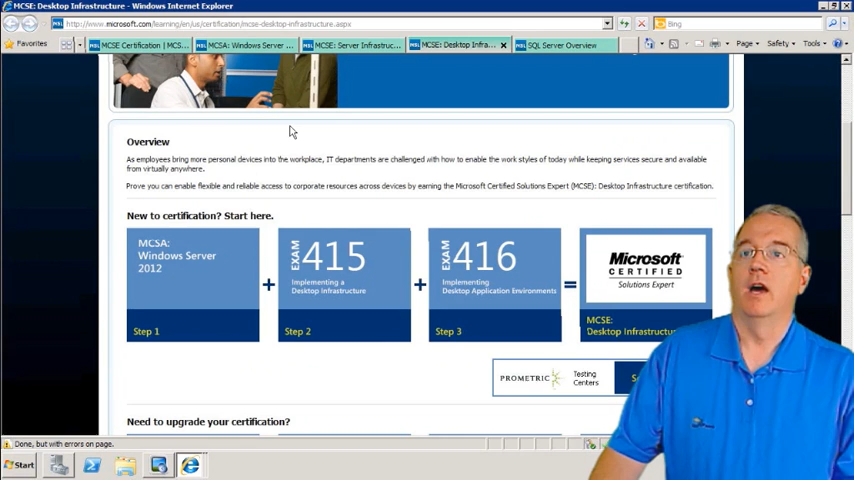 MCSE: Desktop Infrastructure - Windows Internet Explorer
http://www.microsoft.com/learning/en/us/certification/mcse-desktop-infrastructure.aspx
Bing
Favorites
MCSE Certification | MCS...
MCSA: Windows Server ...
MCSE: Server Infrastruc...
MCSE: Desktop Infra...
SQL Server Overview
Page
Safety
Tools
Overview
As employees bring more personal devices into the workplace, IT departments are challenged with how to enable the work styles of today while keeping services secure and available
from virtually anywhere.
Prove you can enable flexible and reliable access to corporate resources across devices by earning the Microsoft Certified Solutions Expert (MCSE): Desktop Infrastructure certification.
New to certification? Start here.
MCSA:
Windows Server
2012
Step 1
+
EXAM 415
Implementing a
Desktop Infrastructure
Step 2
+
EXAM 416
Implementing
Desktop Application Environments
Step 3
=
Microsoft
CERTIFIED
Solutions Expert
MCSE:
Desktop Infrastructu
PROMETRIC
Testing
Centers
S
Need to upgrade your certification?
Done, but with errors on page.
Start